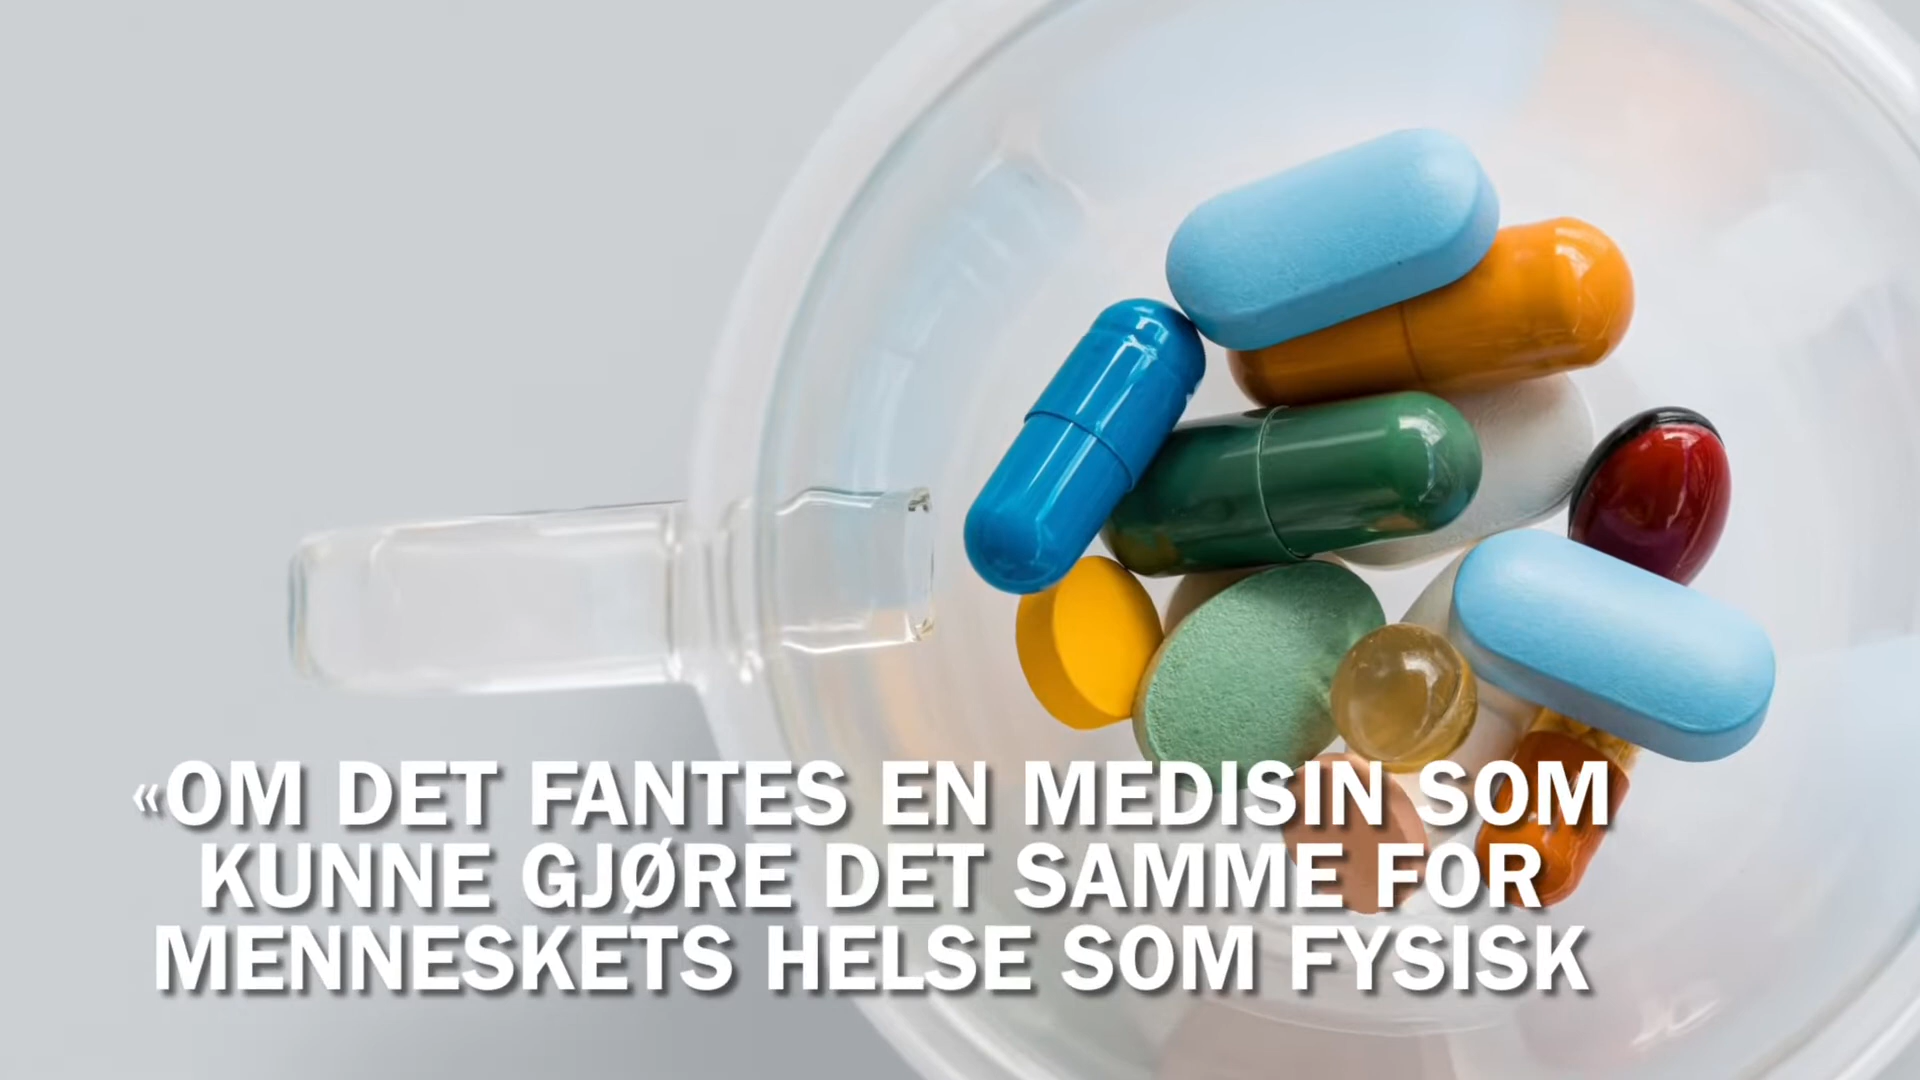 «OM DET FANTES EN MEDISIN SOM
KUNNE GJØRE DET SAMME FOR
MENNESKETS HELSE SOM FYSISK